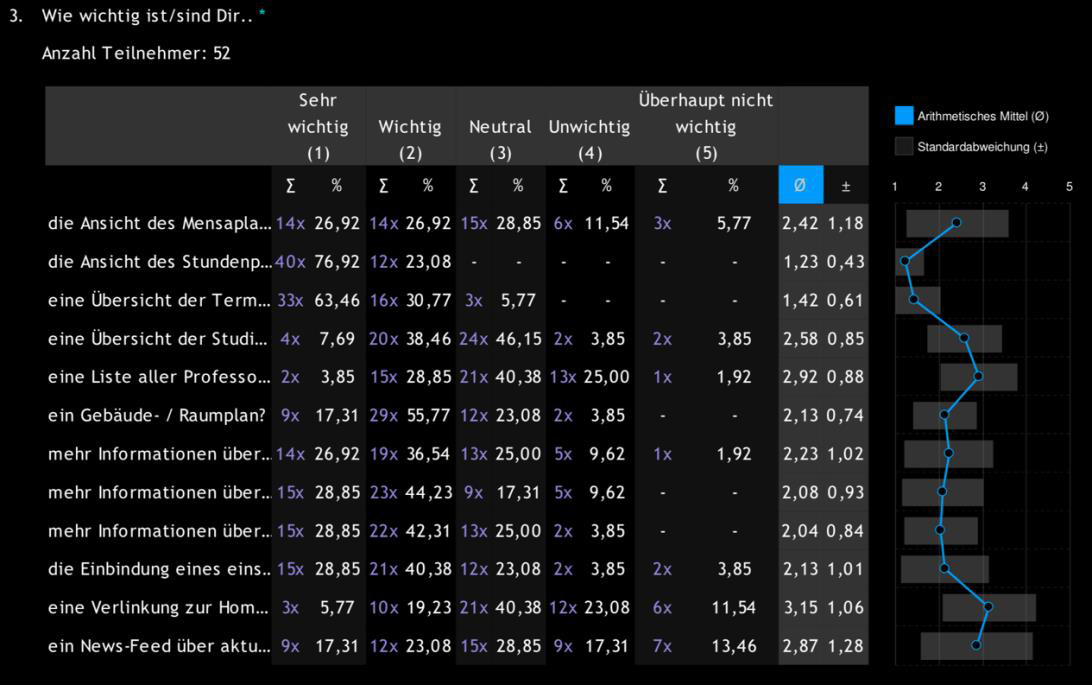 3. Wie wichtig ist/sind Dir.. *
Anzahl Teilnehmer: 52
Sehr wichtig (1) Wichtig (2) Neutral (3) Unwichtig (4) Überhaupt nicht wichtig (5)
Σ % Σ % Σ % Σ % Σ % Ø ±
die Ansicht des Mensapla... 14x 26,92 14x 26,92 15x 28,85 6x 11,54 3x 5,77 2,42 1,18
die Ansicht des Stundenp... 40x 76,92 12x 23,08 - - - - - - 1,23 0,43
eine Übersicht der Term... 33x 63,46 16x 30,77 3x 5,77 - - - - 1,42 0,61
eine Übersicht der Studi... 4x 7,69 20x 38,46 24x 46,15 2x 3,85 2x 3,85 2,58 0,85
eine Liste aller Professo... 2x 3,85 15x 28,85 21x 40,38 13x 25,00 1x 1,92 2,92 0,88
ein Gebäude- / Raumplan? 9x 17,31 29x 55,77 12x 23,08 2x 3,85 - - 2,13 0,74
mehr Informationen über... 14x 26,92 19x 36,54 13x 25,00 5x 9,62 1x 1,92 2,23 1,02
mehr Informationen über... 15x 28,85 23x 44,23 9x 17,31 5x 9,62 - - 2,08 0,93
mehr Informationen über... 15x 28,85 22x 42,31 13x 25,00 2x 3,85 - - 2,04 0,84
die Einbindung eines eins... 15x 28,85 21x 40,38 12x 23,08 2x 3,85 2x 3,85 2,13 1,01
eine Verlinkung zur Hom... 3x 5,77 10x 19,23 21x 40,38 12x 23,08 6x 11,54 3,15 1,06
ein News-Feed über aktu... 9x 17,31 12x 23,08 15x 28,85 9x 17,31 7x 13,46 2,87 1,28
Arithmetisches Mittel (Ø)
Standardabweichung (±)
1 2 3 4 5